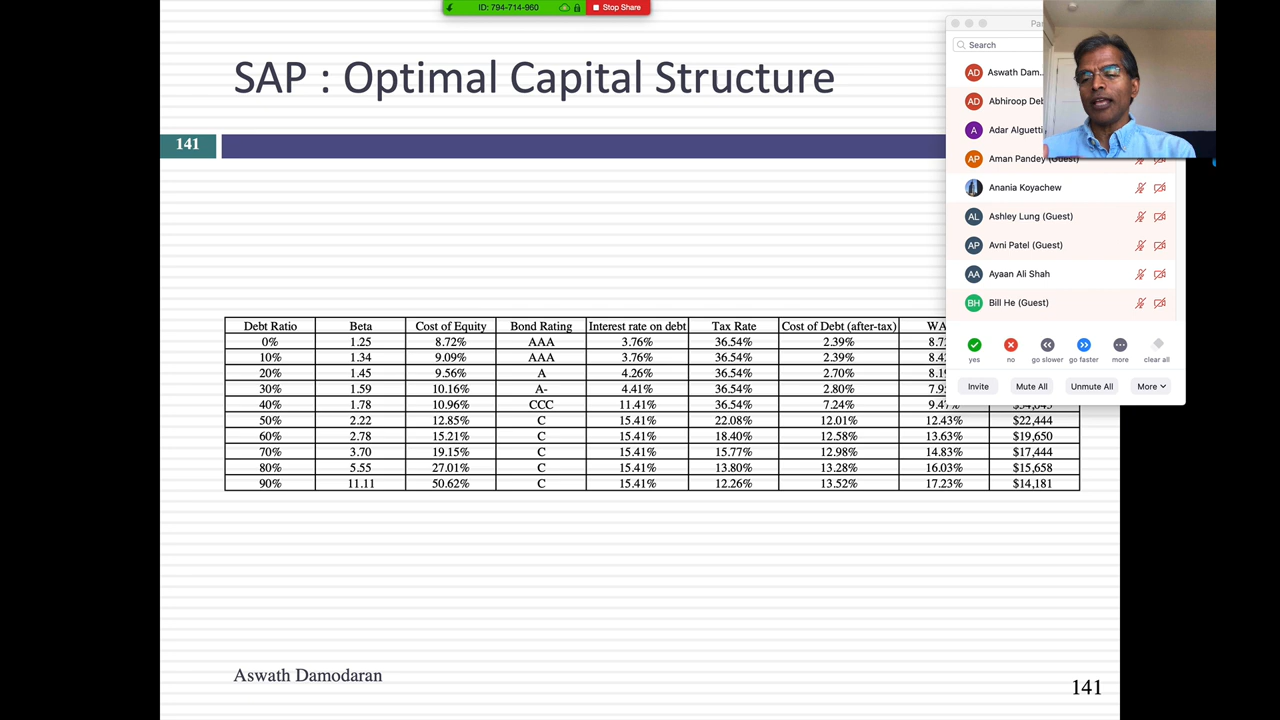 ID: 794-714-960
Stop Share
SAP : Optimal Capital Structure
141
Search
Aswath Dam...
AD
Abhiroop Deb
AD
Adar Alguetti
A
Aman Pandey (Guest)
AP
Anania Koyachew
Ashley Lung (Guest)
AL
Avni Patel (Guest)
AP
Ayaan Ali Shah
AA
Bill He (Guest)
BH
yes no go slower go faster more clear all
Invite Mute All Unmute All More
Debt Ratio Beta Cost of Equity Bond Rating Interest rate on debt Tax Rate Cost of Debt (after-tax)
0% 1.25 8.72% AAA 3.76% 36.54% 2.39%
10% 1.34 9.09% AAA 3.76% 36.54% 2.39%
20% 1.45 9.56% A 4.26% 36.54% 2.70%
30% 1.59 10.16% A- 4.41% 36.54% 2.80%
40% 1.78 10.96% CCC 11.41% 36.54% 7.24% 9.47%
50% 2.22 12.85% C 15.41% 22.08% 12.01% 12.43% $22,444
60% 2.78 15.21% C 15.41% 18.40% 12.58% 13.63% $19,650
70% 3.70 19.15% C 15.41% 15.77% 12.98% 14.83% $17,444
80% 5.55 27.01% C 15.41% 13.80% 13.28% 16.03% $15,658
90% 11.11 50.62% C 15.41% 12.26% 13.52% 17.23% $14,181
Aswath Damodaran
141